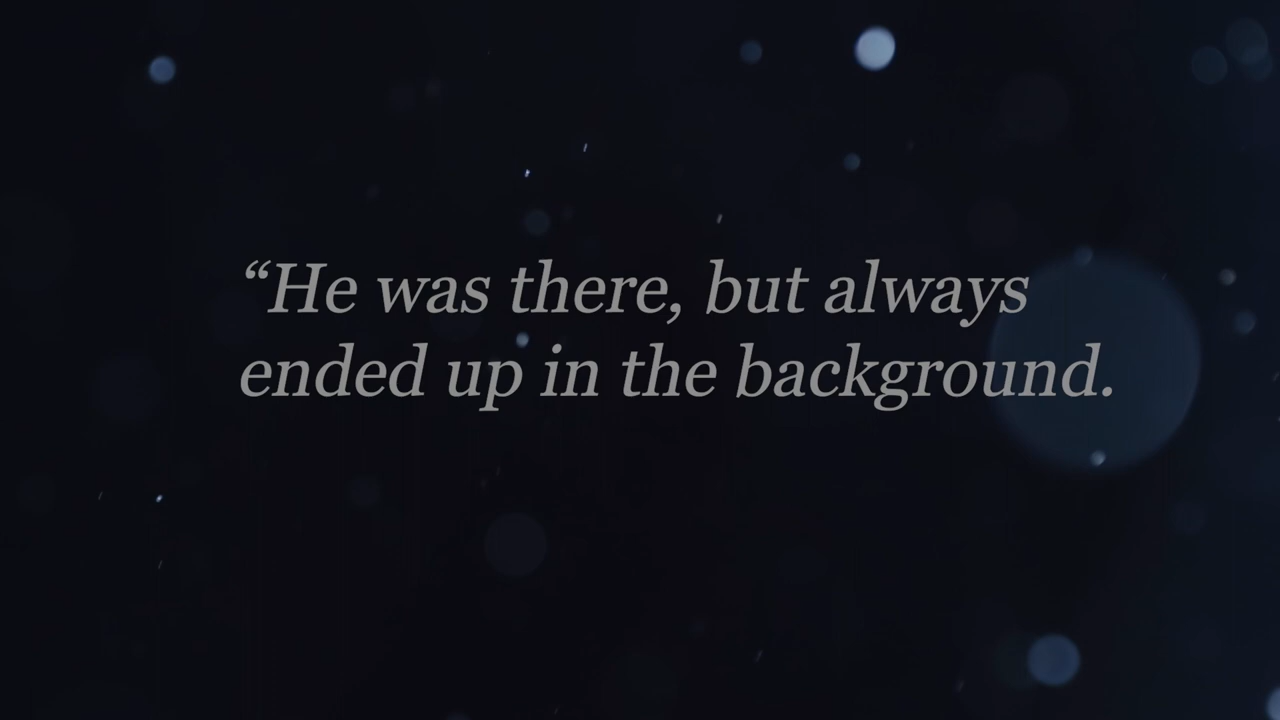 “He was there, but always
ended up in the background.